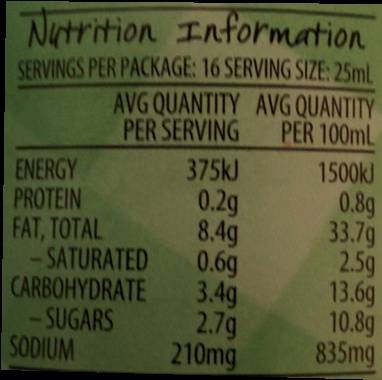 Nutrition Information
SERVINGS PER PACKAGE: 16 SERVING SIZE: 25mL
AVG QUANTITY AVG QUANTITY
PER SERVING PER 100mL
ENERGY 375kJ 1500kJ
PROTEIN 0.2g 0.8g
FAT, TOTAL 8.4g 33.7g
– SATURATED 0.6g 2.5g
CARBOHYDRATE 3.4g 13.6g
– SUGARS 2.7g 10.8g
SODIUM 210mg 835mg